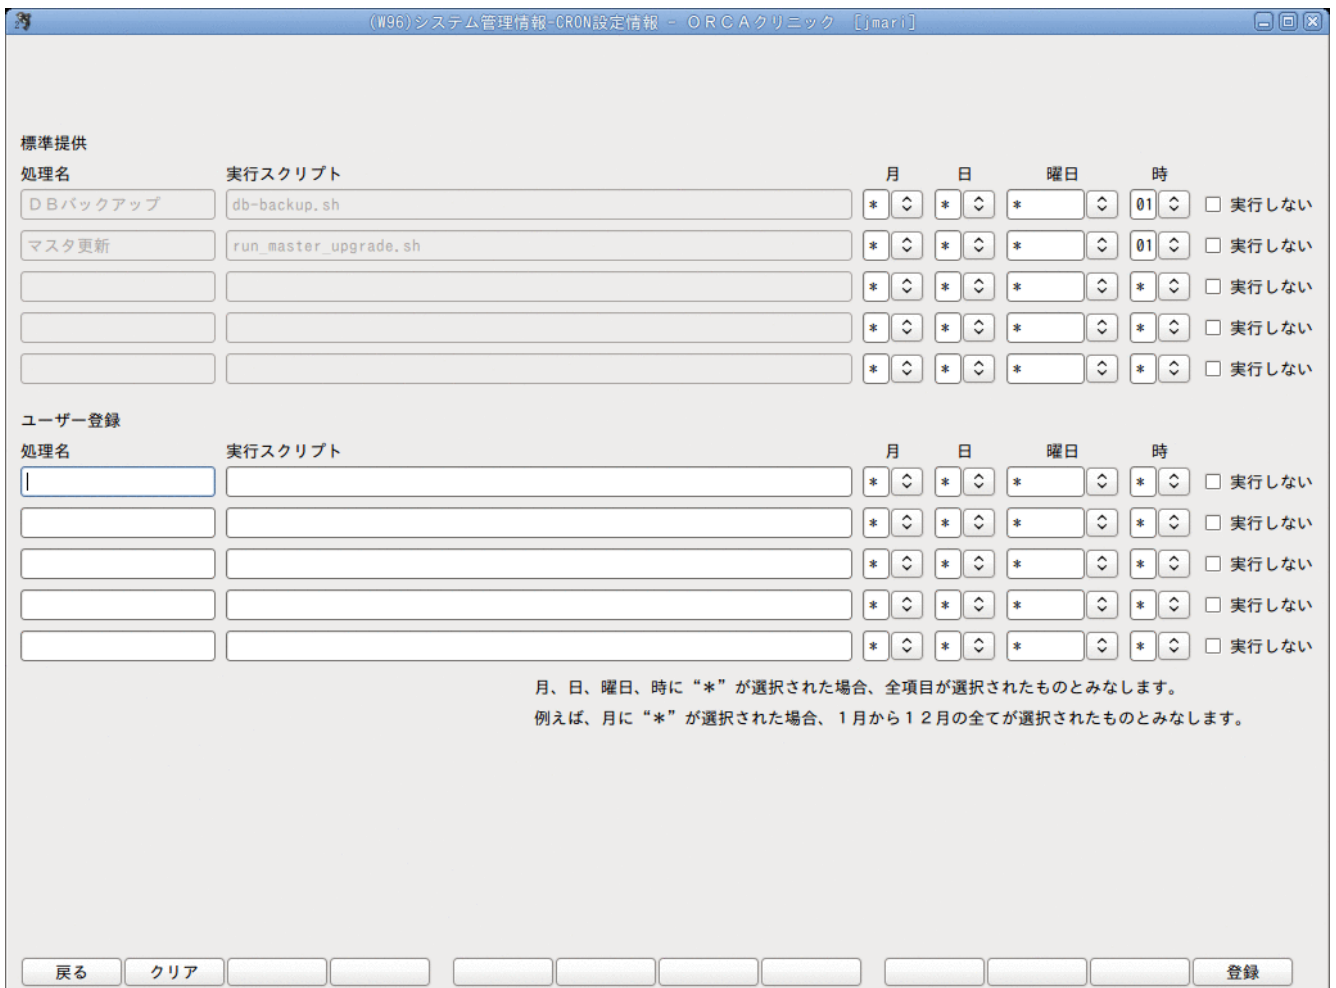 (W96)システム管理情報-CRON設定情報 - ＯＲＣＡクリニック [jmari]
標準提供
処理名 実行スクリプト 月 日 曜日 時
ＤＢバックアップ db-backup.sh * * * 01 実行しない
マスタ更新 run_master_upgrade.sh * * * 01 実行しない
* * * * 実行しない
* * * * 実行しない
* * * * 実行しない
ユーザー登録
処理名 実行スクリプト 月 日 曜日 時
* * * * 実行しない
* * * * 実行しない
* * * * 実行しない
* * * * 実行しない
* * * * 実行しない
月、日、曜日、時に“＊”が選択された場合、全項目が選択されたものとみなします。
例えば、月に“＊”が選択された場合、１月から１２月の全てが選択されたものとみなします。
戻る クリア 登録